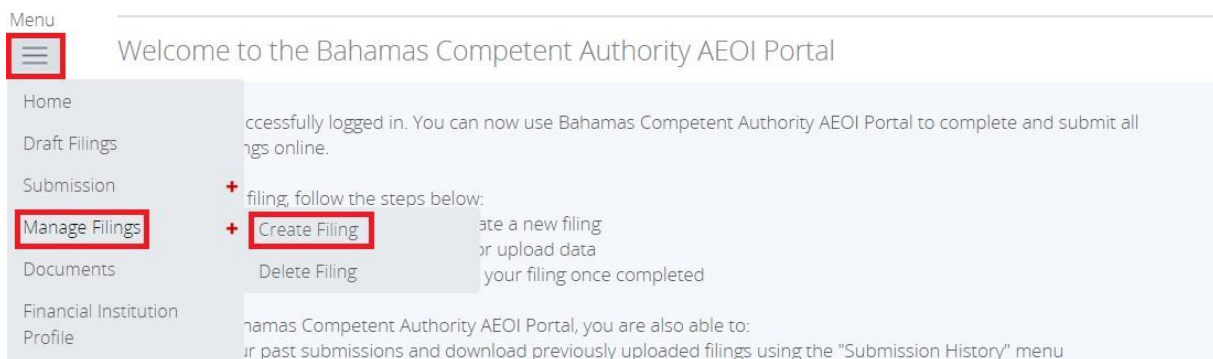 Menu
Welcome to the Bahamas Competent Authority AEOI Portal
Home
ccessfully logged in. You can now use Bahamas Competent Authority AEOI Portal to complete and submit all
Draft Filings
ngs online.
Submission +
filing, follow the steps below:
Manage Filings + Create Filing
ate a new filing
or upload data
Documents
Delete Filing
your filing once completed
Financial Institution
Profile
hamas Competent Authority AEOI Portal, you are also able to:
ur past submissions and download previously uploaded filings using the "Submission History" menu